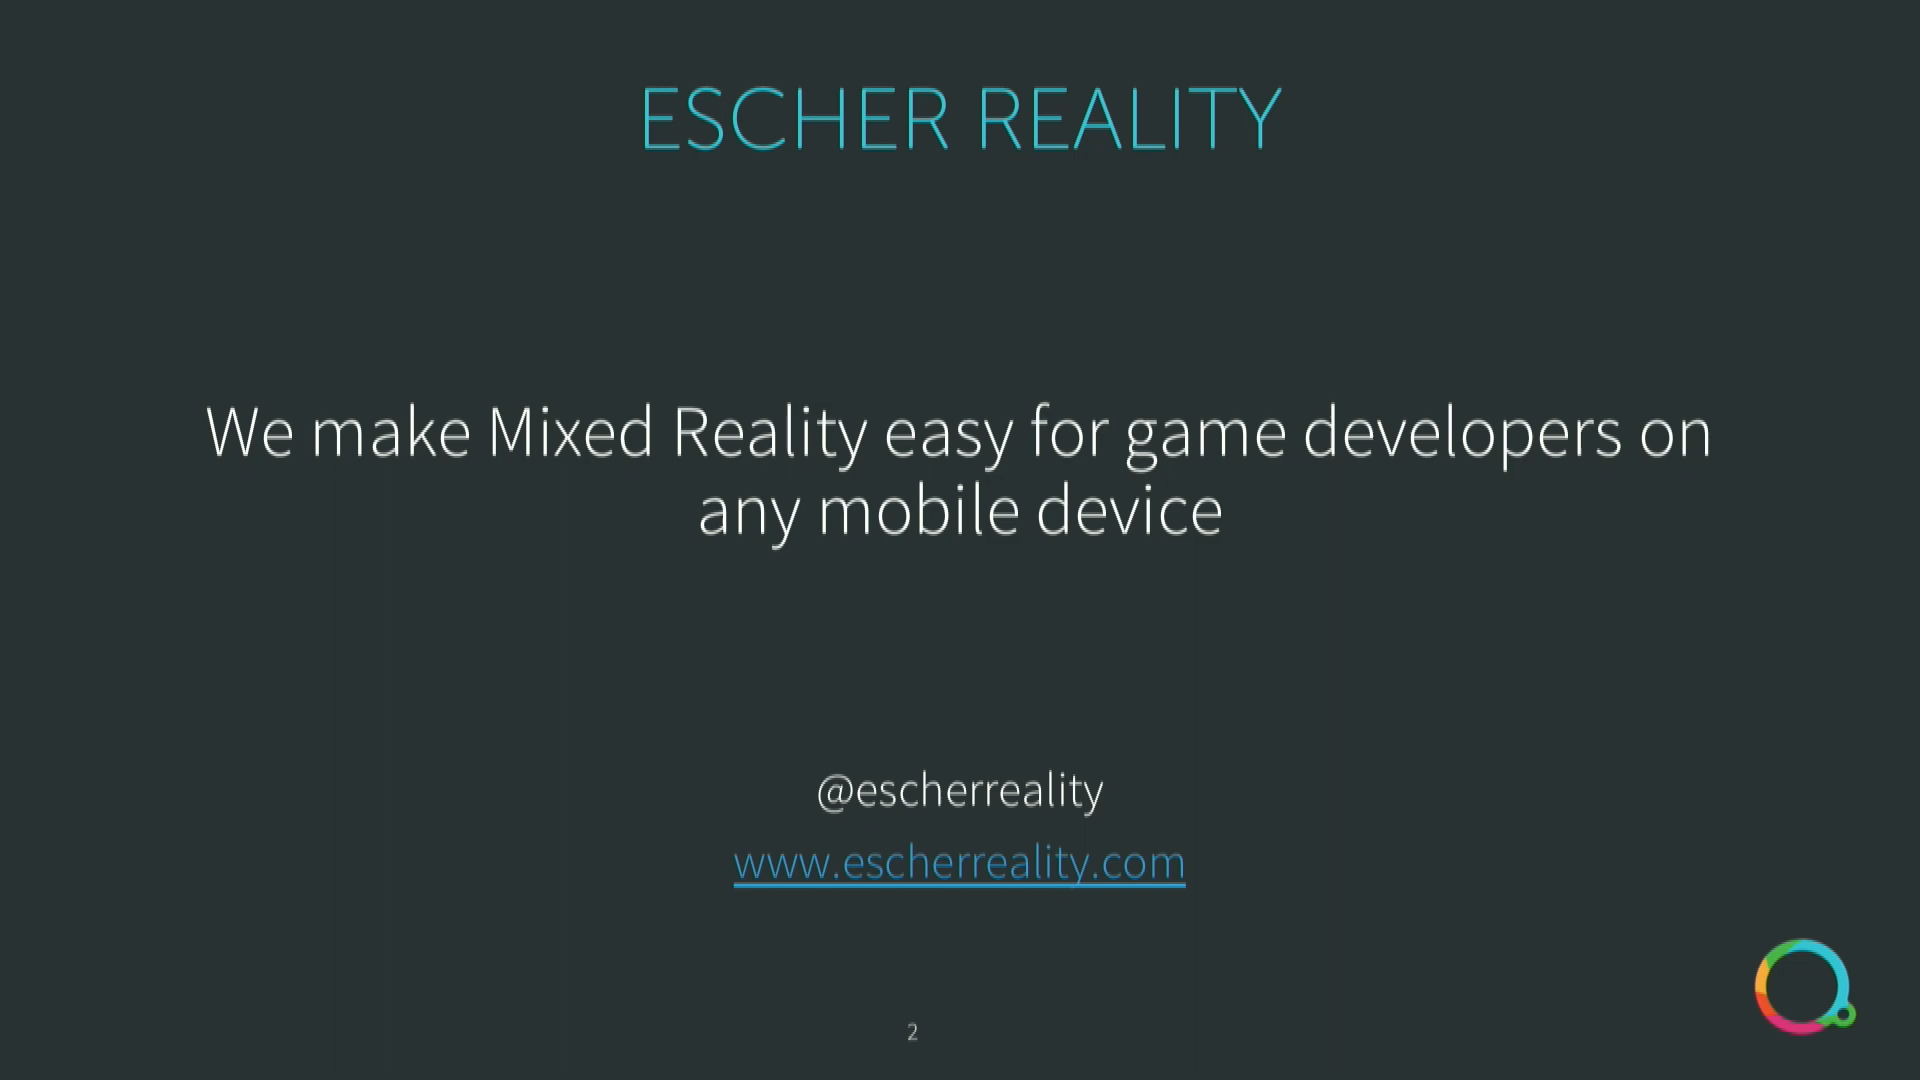 ESCHER REALITY
We make Mixed Reality easy for game developers on
any mobile device
@escherreality
www.escherreality.com
2